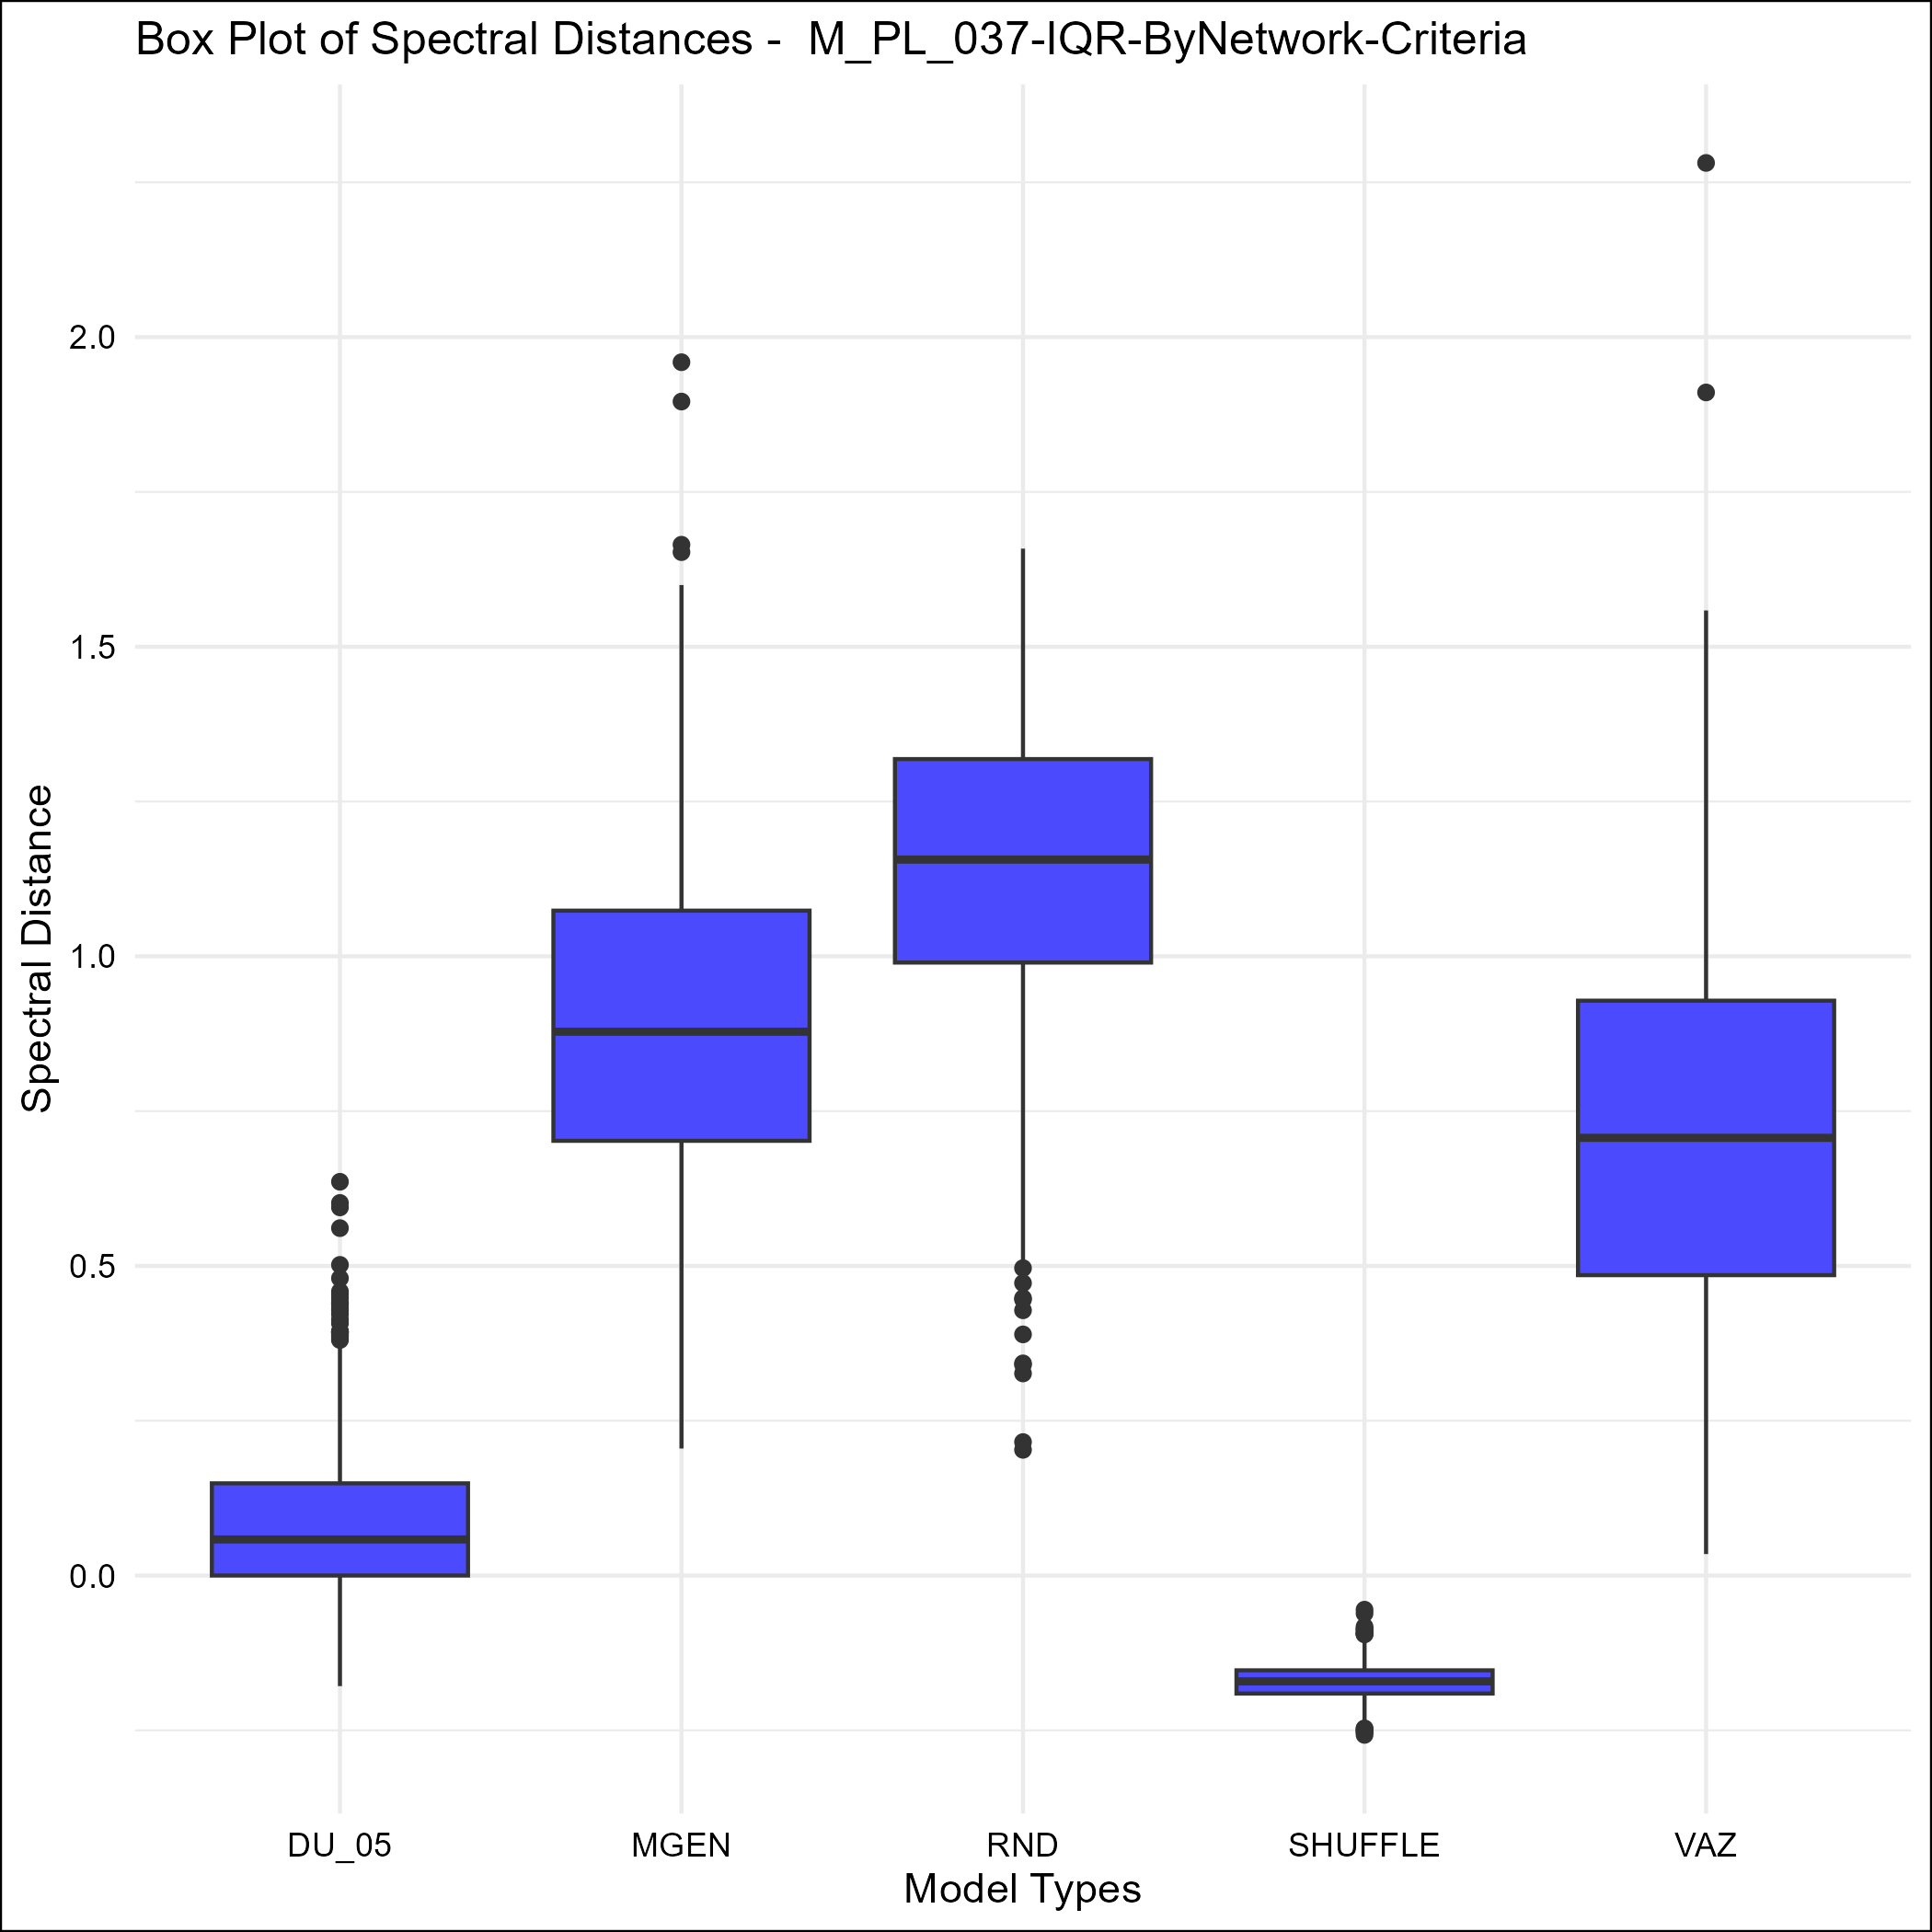 Box Plot of Spectral Distances -  M_PL_037-IQR-ByNetwork-Criteria
Spectral Distance
2.0
1.5
1.0
0.5
0.0
DU_05 MGEN RND SHUFFLE VAZ
Model Types